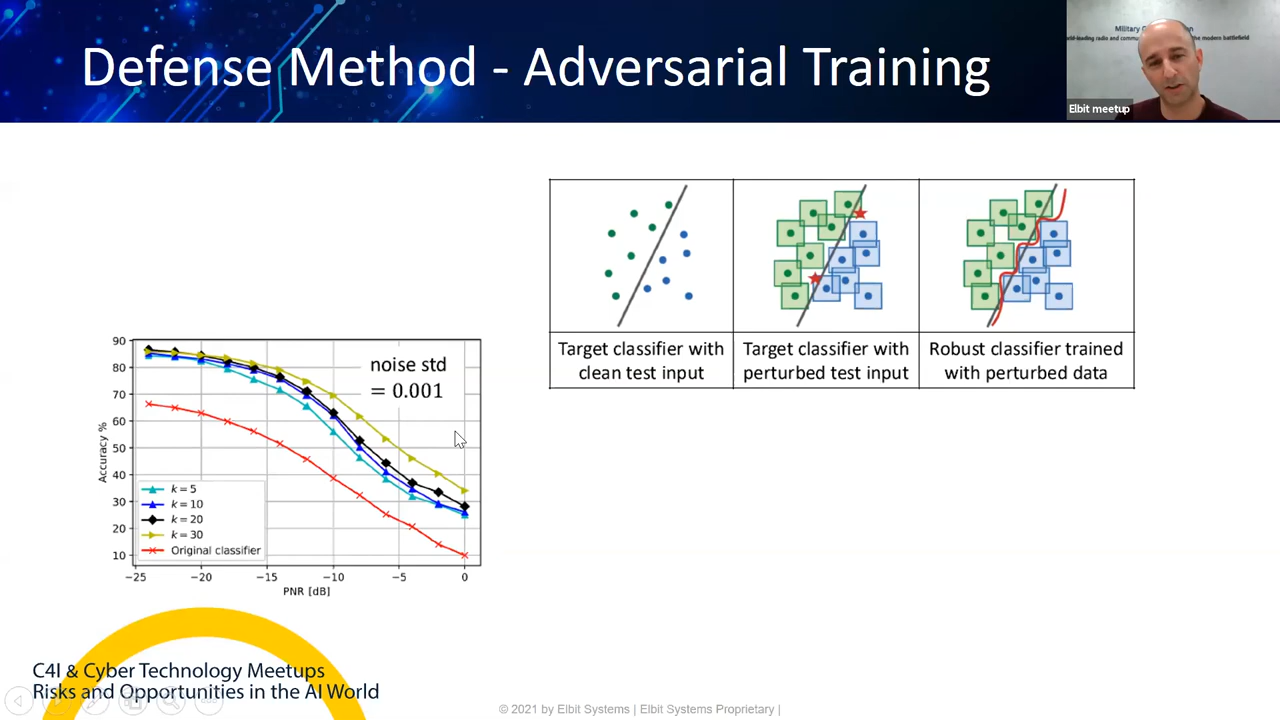 Defense Method - Adversarial Training
Elbit meetup
Target classifier with
clean test input
Target classifier with
perturbed test input
Robust classifier trained
with perturbed data
noise std
= 0.001
Accuracy %
90
80
70
60
50
40
30
20
10
k = 5
k = 10
k = 20
k = 30
Original classifier
−25
−20
−15
−10
−5
0
PNR [dB]
C4I & Cyber Technology Meetups
Risks and Opportunities in the AI World
© 2021 by Elbit Systems | Elbit Systems Proprietary |